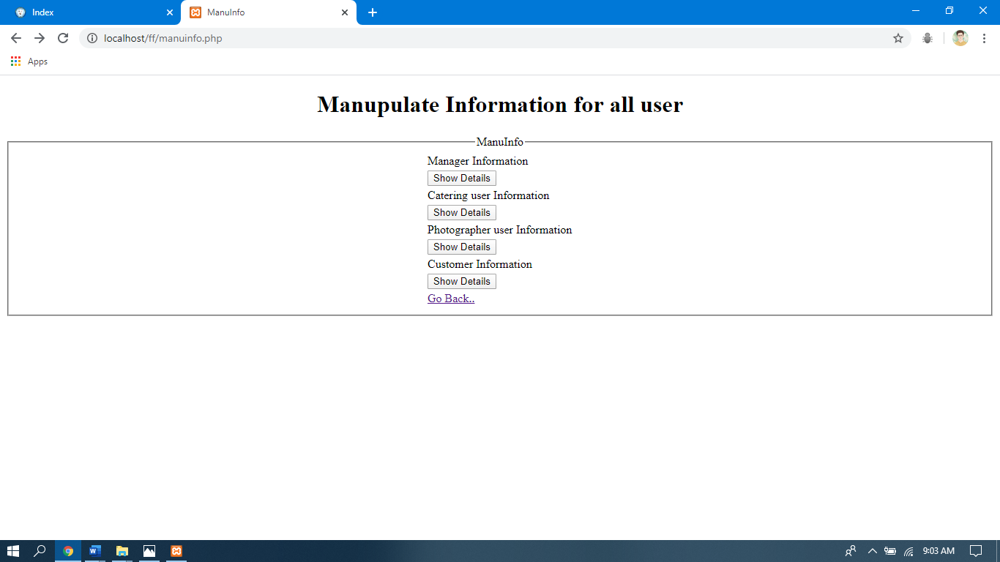 Index
ManuInfo
localhost/ff/manuinfo.php
Apps
Manupulate Information for all user
ManuInfo
Manager Information
Show Details
Catering user Information
Show Details
Photographer user Information
Show Details
Customer Information
Show Details
Go Back..
9:03 AM